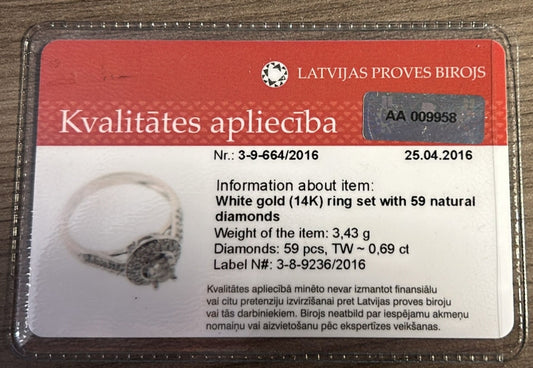 LATVIJAS PROVES BIROJS
AA 009958
Kvalitātes apliecība
Nr.: 3-9-664/2016 25.04.2016
Information about item:
White gold (14K) ring set with 59 natural
diamonds
Weight of the item: 3,43 g
Diamonds: 59 pcs, TW ~ 0,69 ct
Label N#: 3-8-9236/2016
Kvalitātes apliecībā minēto nevar izmantot finansiālu
vai citu pretenziju izvirzīšanai pret Latvijas proves biroju
vai tās darbiniekiem. Birojs neatbild par iespējamu akmeņu
nomaiņu vai aizvietošanu pēc ekspertīzes veikšanas.